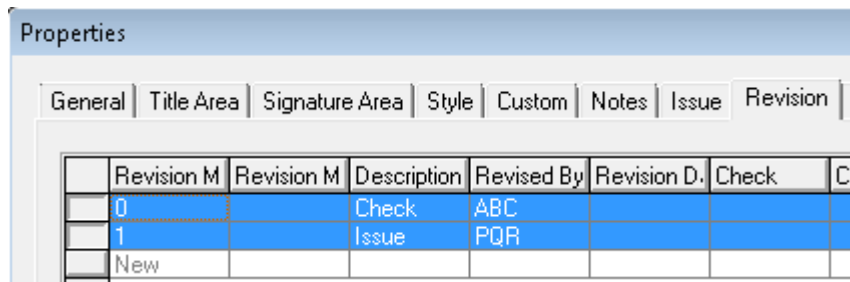 Properties
General Title Area Signature Area Style Custom Notes Issue Revision
Revision M Revision M Description Revised By Revision D. Check C
0 Check ABC
1 Issue PQR
New